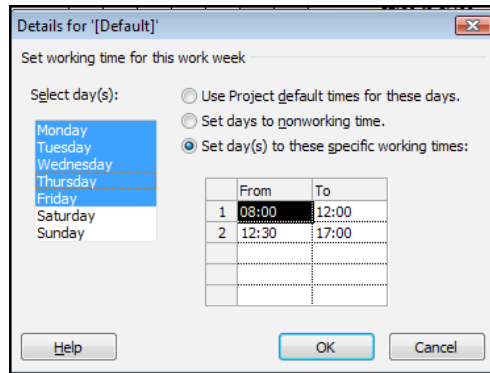 Details for '[Default]'
Set working time for this work week
Select day(s):
Monday
Tuesday
Wednesday
Thursday
Friday
Saturday
Sunday
Use Project default times for these days.
Set days to nonworking time.
Set day(s) to these specific working times:
From To
1 08:00 12:00
2 12:30 17:00
Help OK Cancel